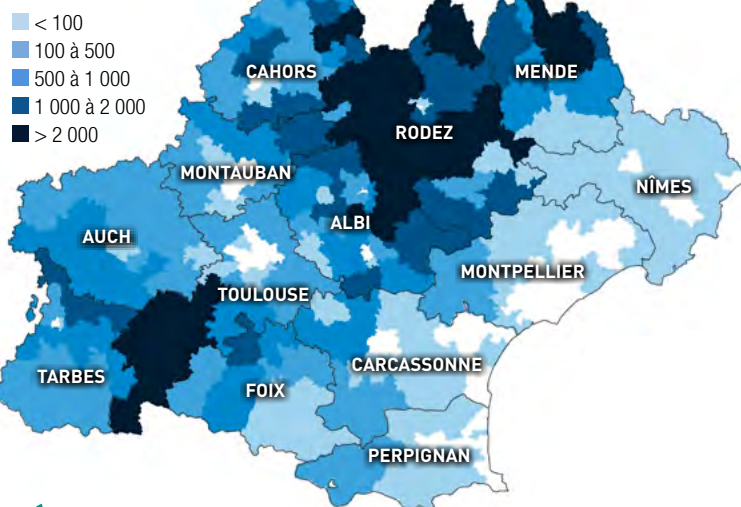 < 100
100 à 500
500 à 1 000
1 000 à 2 000
> 2 000
CAHORS
MENDE
RODEZ
MONTAUBAN
NÎMES
ALBI
AUCH
MONTPELLIER
TOULOUSE
CARCASSONNE
TARBES
FOIX
PERPIGNAN